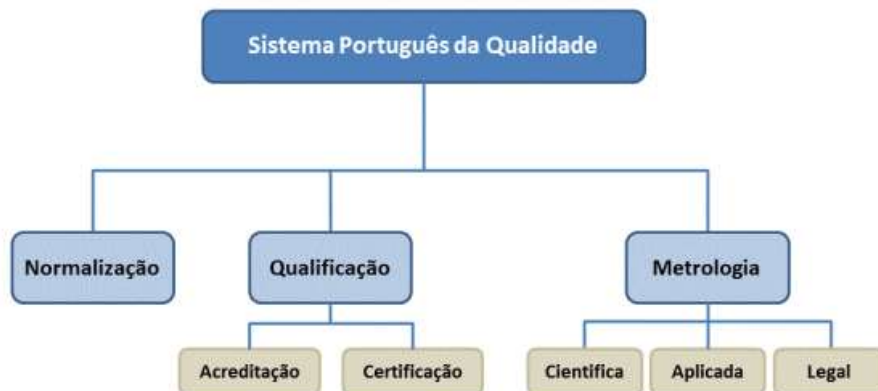 Sistema Português da Qualidade
Normalização
Qualificação
Metrologia
Acreditação
Certificação
Cientifica
Aplicada
Legal